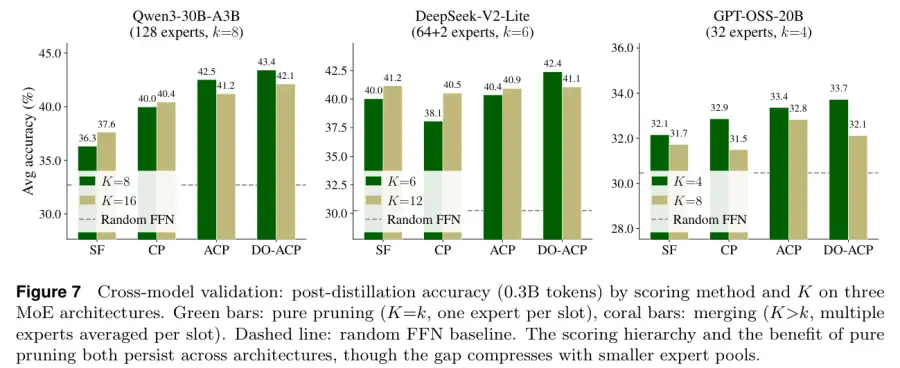 Qwen3-30B-A3B
(128 experts, k=8)
DeepSeek-V2-Lite
(64+2 experts, k=6)
GPT-OSS-20B
(32 experts, k=4)
Avg accuracy (%)
45.0
40.0
35.0
30.0
36.3
37.6
40.0
40.4
42.5
41.2
43.4
42.1
K=8
K=16
Random FFN
SF CP ACP DO-ACP
42.5
40.0
37.5
35.0
32.5
30.0
40.0
41.2
38.1
40.5
40.4
40.9
42.4
41.1
K=6
K=12
Random FFN
SF CP ACP DO-ACP
36.0
34.0
32.0
30.0
28.0
32.1
31.7
32.9
31.5
33.4
32.8
33.7
32.1
K=4
K=8
Random FFN
SF CP ACP DO-ACP
Figure 7 Cross-model validation: post-distillation accuracy (0.3B tokens) by scoring method and K on three
MoE architectures. Green bars: pure pruning (K=k, one expert per slot), coral bars: merging (K>k, multiple
experts averaged per slot). Dashed line: random FFN baseline. The scoring hierarchy and the benefit of pure
pruning both persist across architectures, though the gap compresses with smaller expert pools.